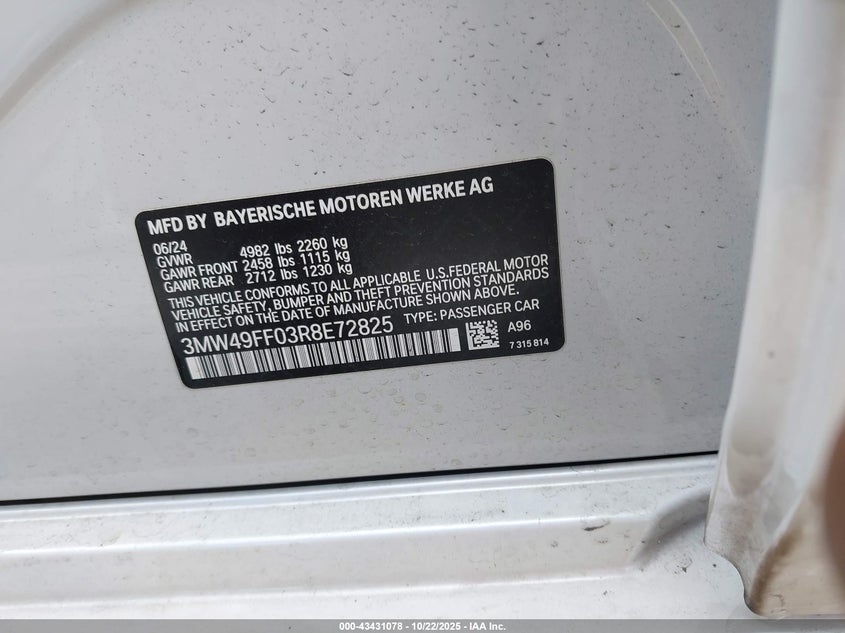 MFD BY BAYERISCHE MOTOREN WERKE AG
06/24
GVWR 4982 lbs 2260 kg
GAWR FRONT 2458 lbs 1115 kg
GAWR REAR 2712 lbs 1230 kg
THIS VEHICLE CONFORMS TO ALL APPLICABLE U.S.FEDERAL MOTOR
VEHICLE SAFETY, BUMPER AND THEFT PREVENTION STANDARDS
IN EFFECT ON THE DATE OF MANUFACTURE SHOWN ABOVE.
3MW49FF03R8E72825 TYPE: PASSENGER CAR
A96
7 315 814
000-43431078 - 10/22/2025 - IAA Inc.